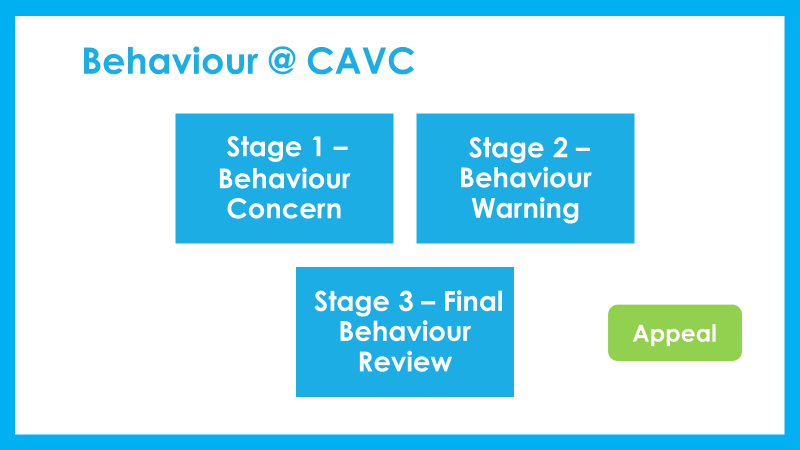 Behaviour @ CAVC
Stage 1 –
Behaviour
Concern
Stage 2 –
Behaviour
Warning
Stage 3 – Final
Behaviour
Review
Appeal